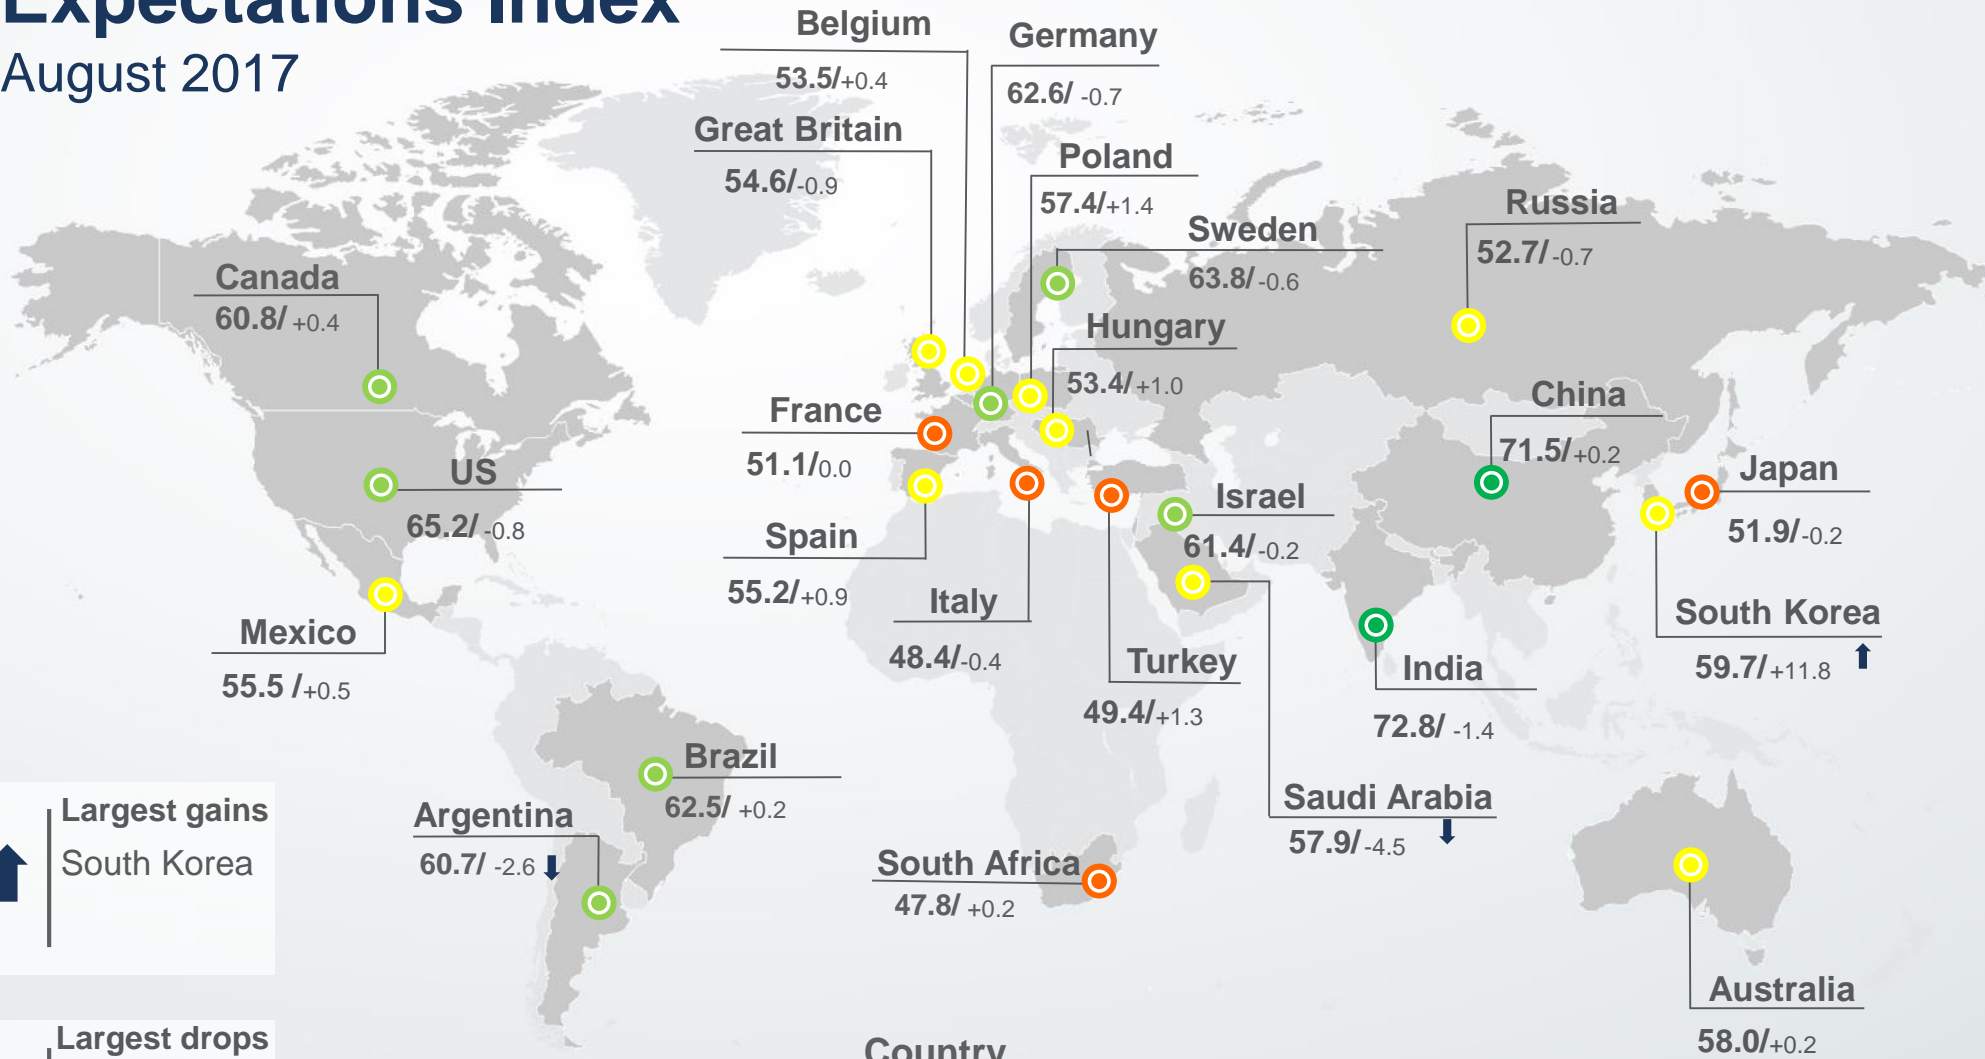 Expectations Index
August 2017
Belgium
53.5/+0.4
Germany
62.6/ -0.7
Great Britain
54.6/-0.9
Poland
57.4/+1.4
Sweden
63.8/ -0.6
Russia
52.7/ -0.7
Canada
60.8/ +0.4
Hungary
53.4/ +1.0
China
71.5/+0.2
France
51.1/0.0
US
65.2/ -0.8
Japan
51.9/-0.2
Israel
61.4/ -0.2
Spain
55.2/+0.9
Italy
48.4/-0.4
South Korea
59.7/+11.8
Mexico
55.5 /+0.5
Turkey
49.4/+1.3
India
72.8/ -1.4
Brazil
62.5/ +0.2
Argentina
60.7/ -2.6
Saudi Arabia
57.9/-4.5
South Africa
47.8/ +0.2
Australia
58.0/+0.2
Largest gains
South Korea
Largest drops
Country